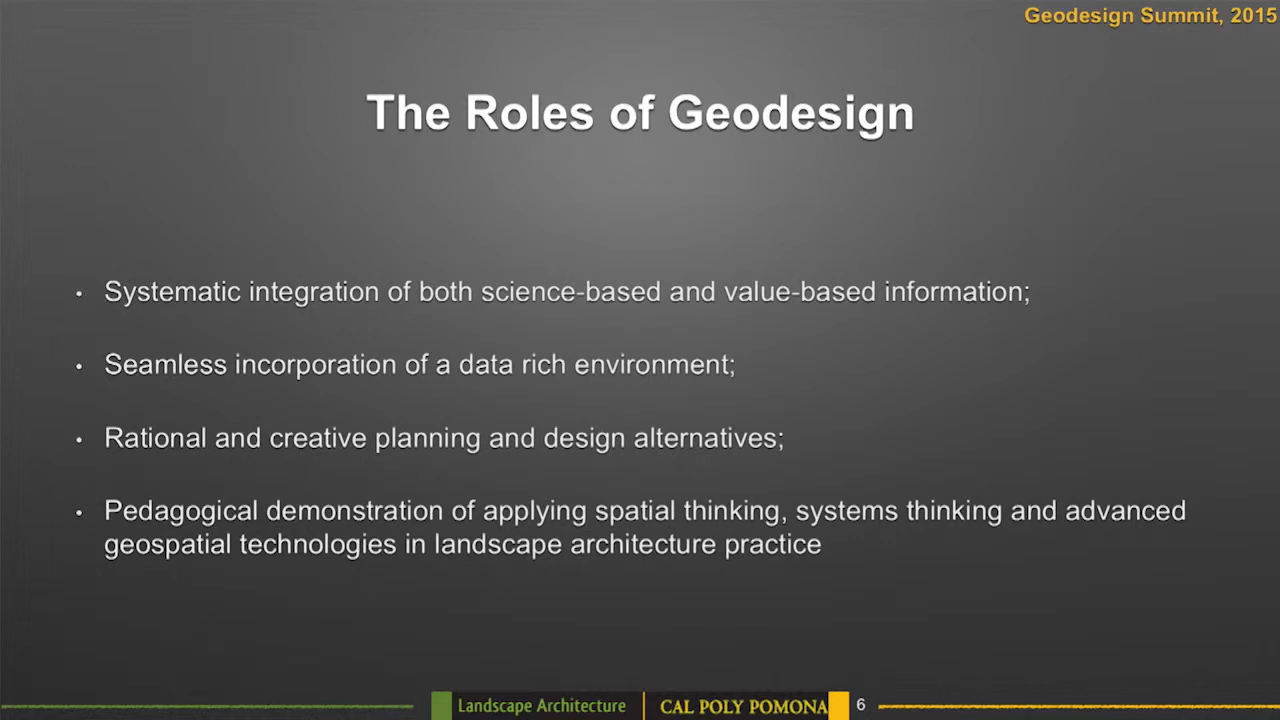 Geodesign Summit, 2015
The Roles of Geodesign
• Systematic integration of both science-based and value-based information;
• Seamless incorporation of a data rich environment;
• Rational and creative planning and design alternatives;
• Pedagogical demonstration of applying spatial thinking, systems thinking and advanced
geospatial technologies in landscape architecture practice
Landscape Architecture CAL POLY POMONA 6